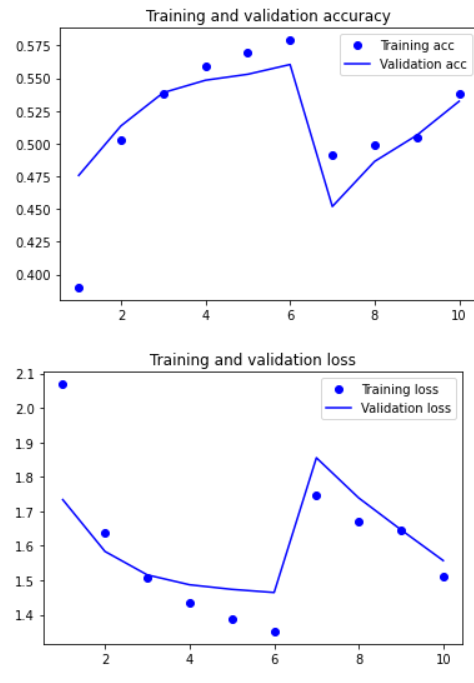 Training and validation accuracy
0.575
0.550
0.525
0.500
0.475
0.450
0.425
0.400
Training acc
Validation acc
2 4 6 8 10
Training and validation loss
2.1
2.0
1.9
1.8
1.7
1.6
1.5
1.4
Training loss
Validation loss
2 4 6 8 10